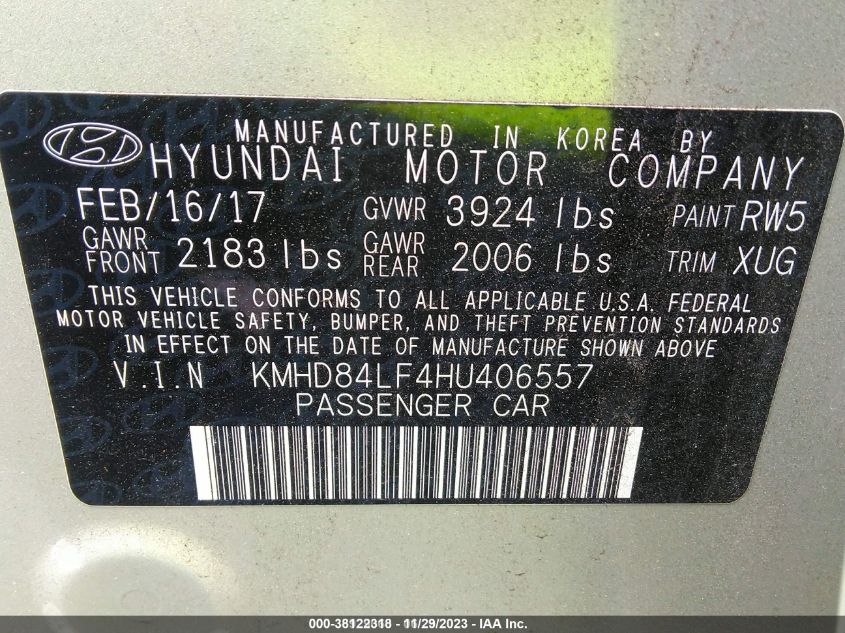 MANUFACTURED IN KOREA BY
HYUNDAI MOTOR COMPANY
FEB/16/17 GVWR 3924 lbs PAINT RW5
GAWR FRONT 2183 lbs GAWR REAR 2006 lbs TRIM XUG
THIS VEHICLE CONFORMS TO ALL APPLICABLE U.S.A. FEDERAL
MOTOR VEHICLE SAFETY, BUMPER, AND THEFT PREVENTION STANDARDS
IN EFFECT ON THE DATE OF MANUFACTURE SHOWN ABOVE
V.I.N KMHD84LF4HU406557
PASSENGER CAR
000-38122318 - 11/29/2023 - IAA Inc.